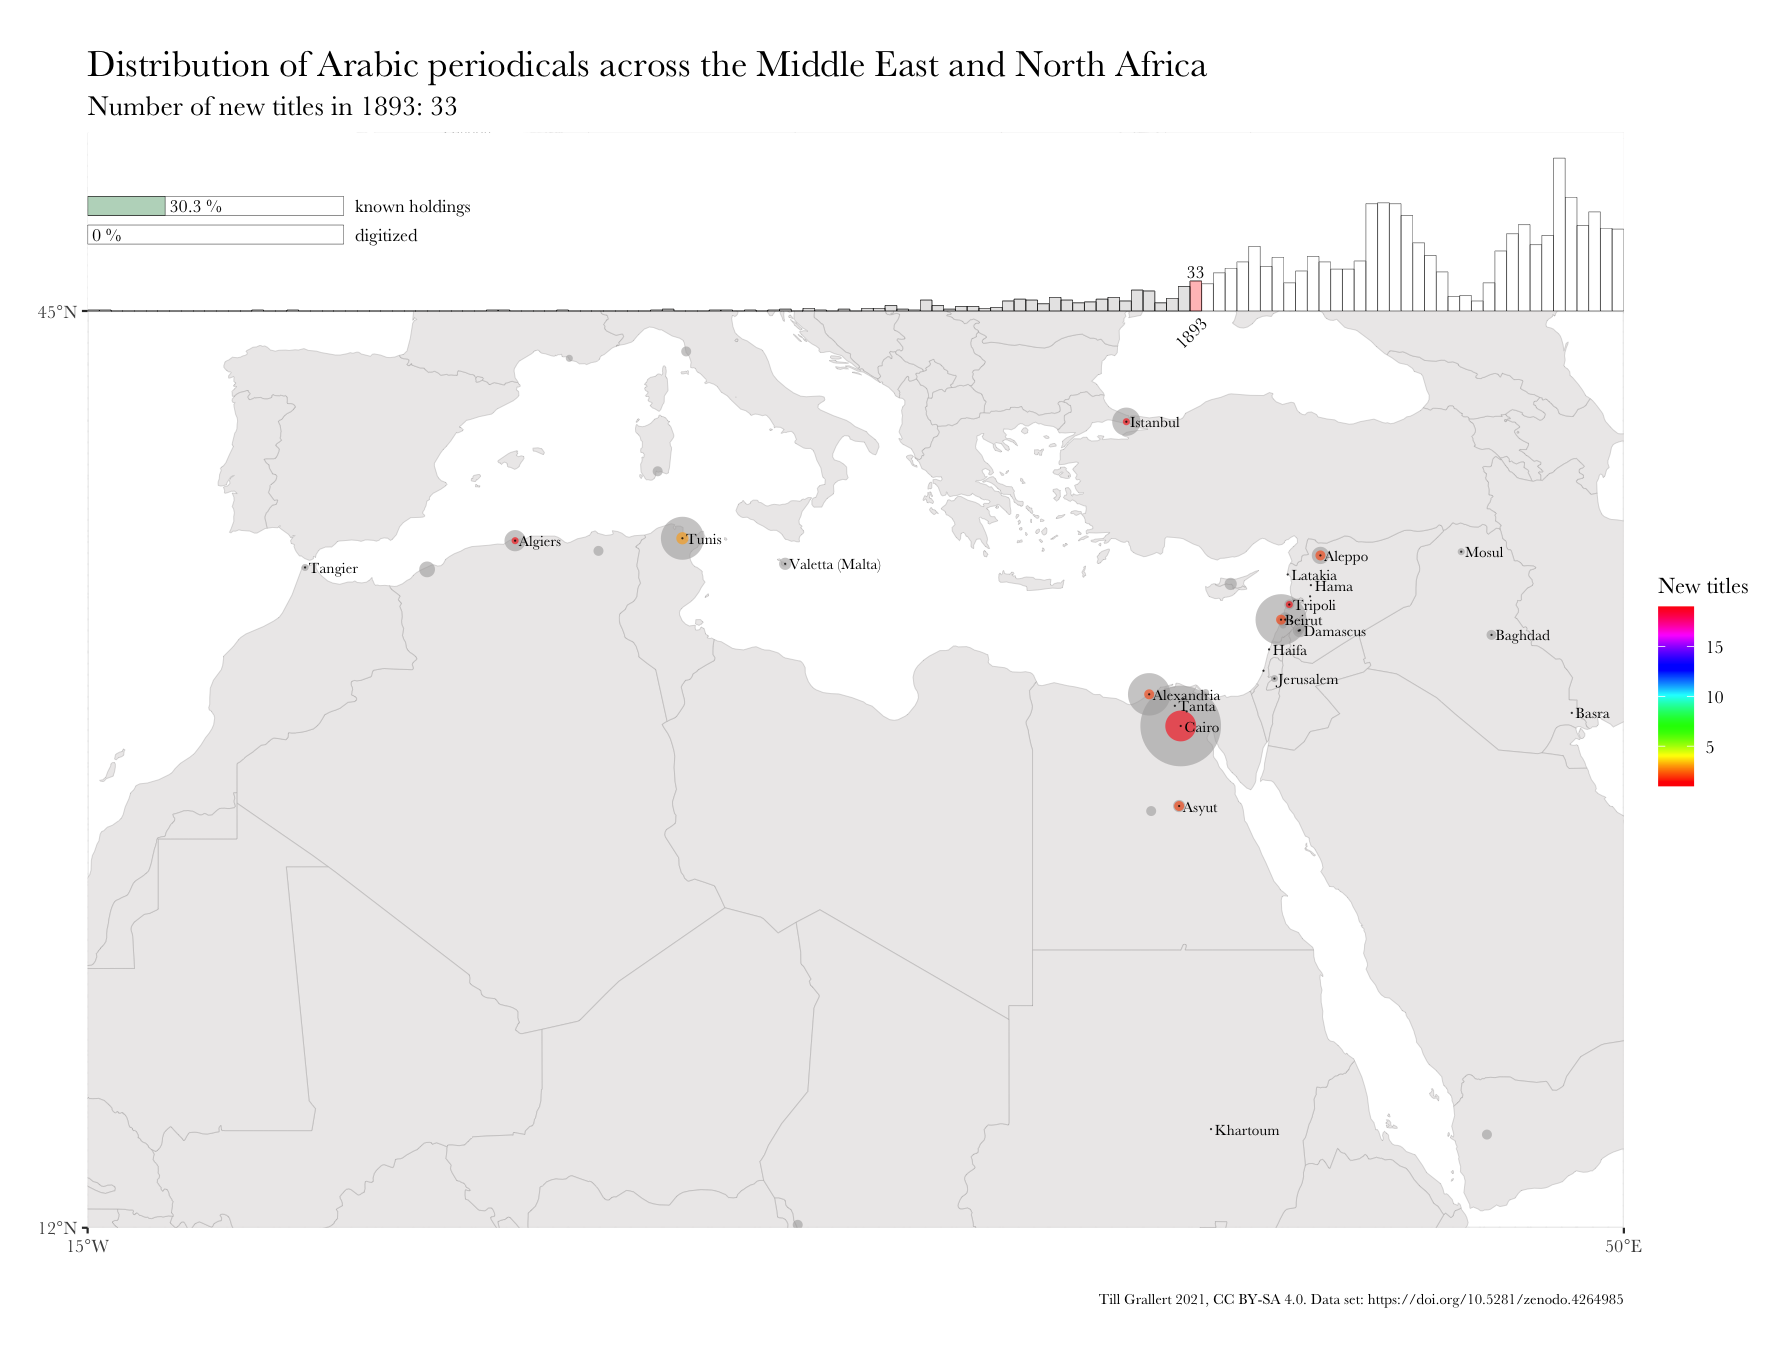 Distribution of Arabic periodicals across the Middle East and North Africa
Number of new titles in 1893: 33
30.3 %
known holdings
0 %
digitized
33
45°N
1893
Istanbul
Algiers
Tunis
Tangier
Valetta (Malta)
Aleppo
Mosul
Latakia
Hama
Tripoli
Beirut
Damascus
Baghdad
Haifa
Jerusalem
Alexandria
Tanta
Cairo
Basra
Asyut
Khartoum
New titles
15
10
5
12°N
15°W
50°E
Till Grallert 2021, CC BY-SA 4.0. Data set: https://doi.org/10.5281/zenodo.4264985